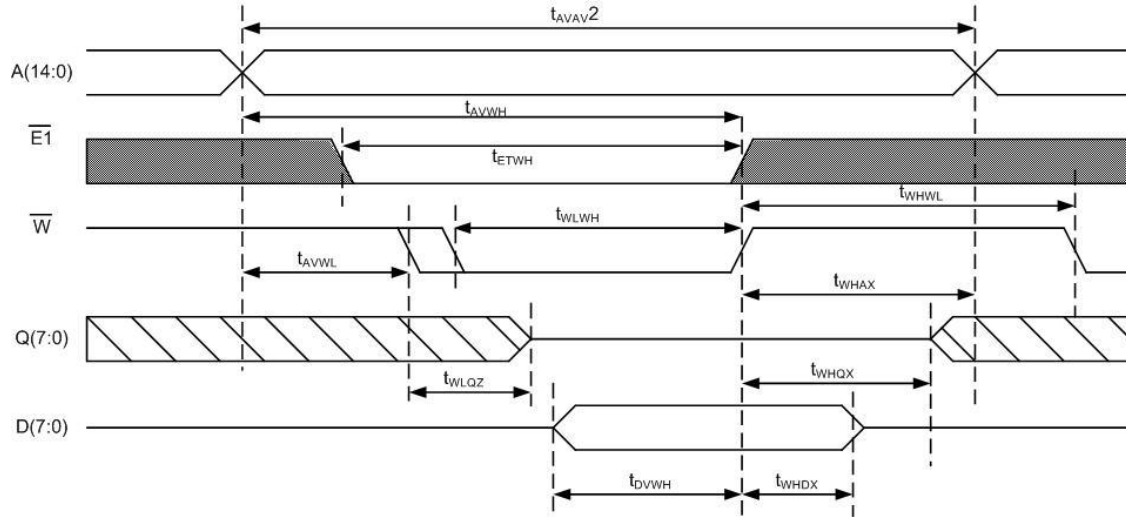 tAVAV2
A(14:0)
tAVWH
E1
tETWH
tWHWL
W
tWLWH
tAVWL
tWHAX
Q(7:0)
tWLQZ
tWHQX
D(7:0)
tDVWH
tWHDX